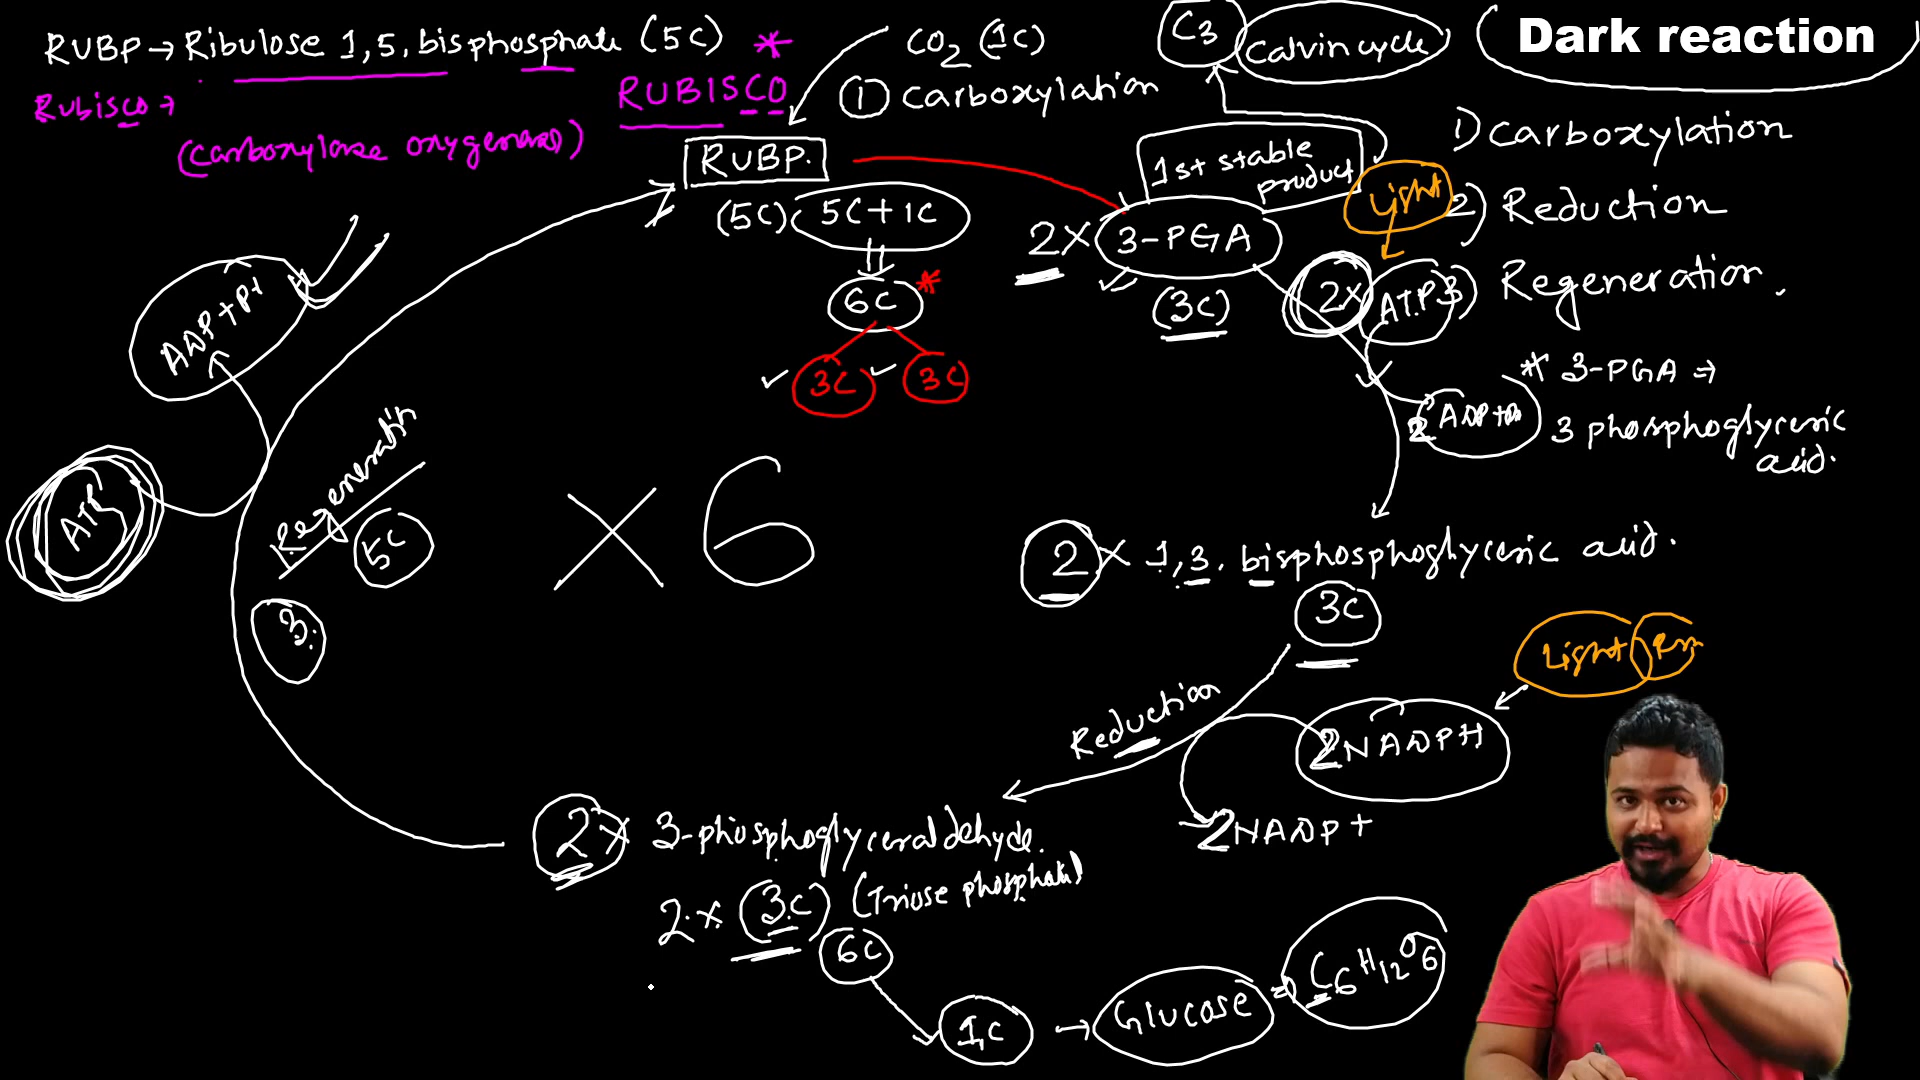 Dark reaction
RUBP → Ribulose 1,5, bisphosphate (5C) *
Rubisco →
(carboxylase oxygenase)
RUBISCO
CO2 (1C)
① Carboxylation
C3
Calvin cycle
1) Carboxylation
2) Reduction
3) Regeneration.
RUBP.
(5C) 5C+1C
6C *
3C 3C
1st stable
product
2 X 3-PGA
(3C)
Light
2X ATP
2 ADP+
* 3-PGA ⇒
3 phosphoglyceric
acid.
ADP+Pi
ATP
Regeneration
5C
3.
X 6
2 X 1,3. bisphosphoglyceric acid.
3C
Light
Reduction
2NADPH
2NADP+
2X 3-phosphoglyceraldehyde.
2 X (3C) (Triose phosphate)
6C
1C → Glucose ⇒ C6H12O6